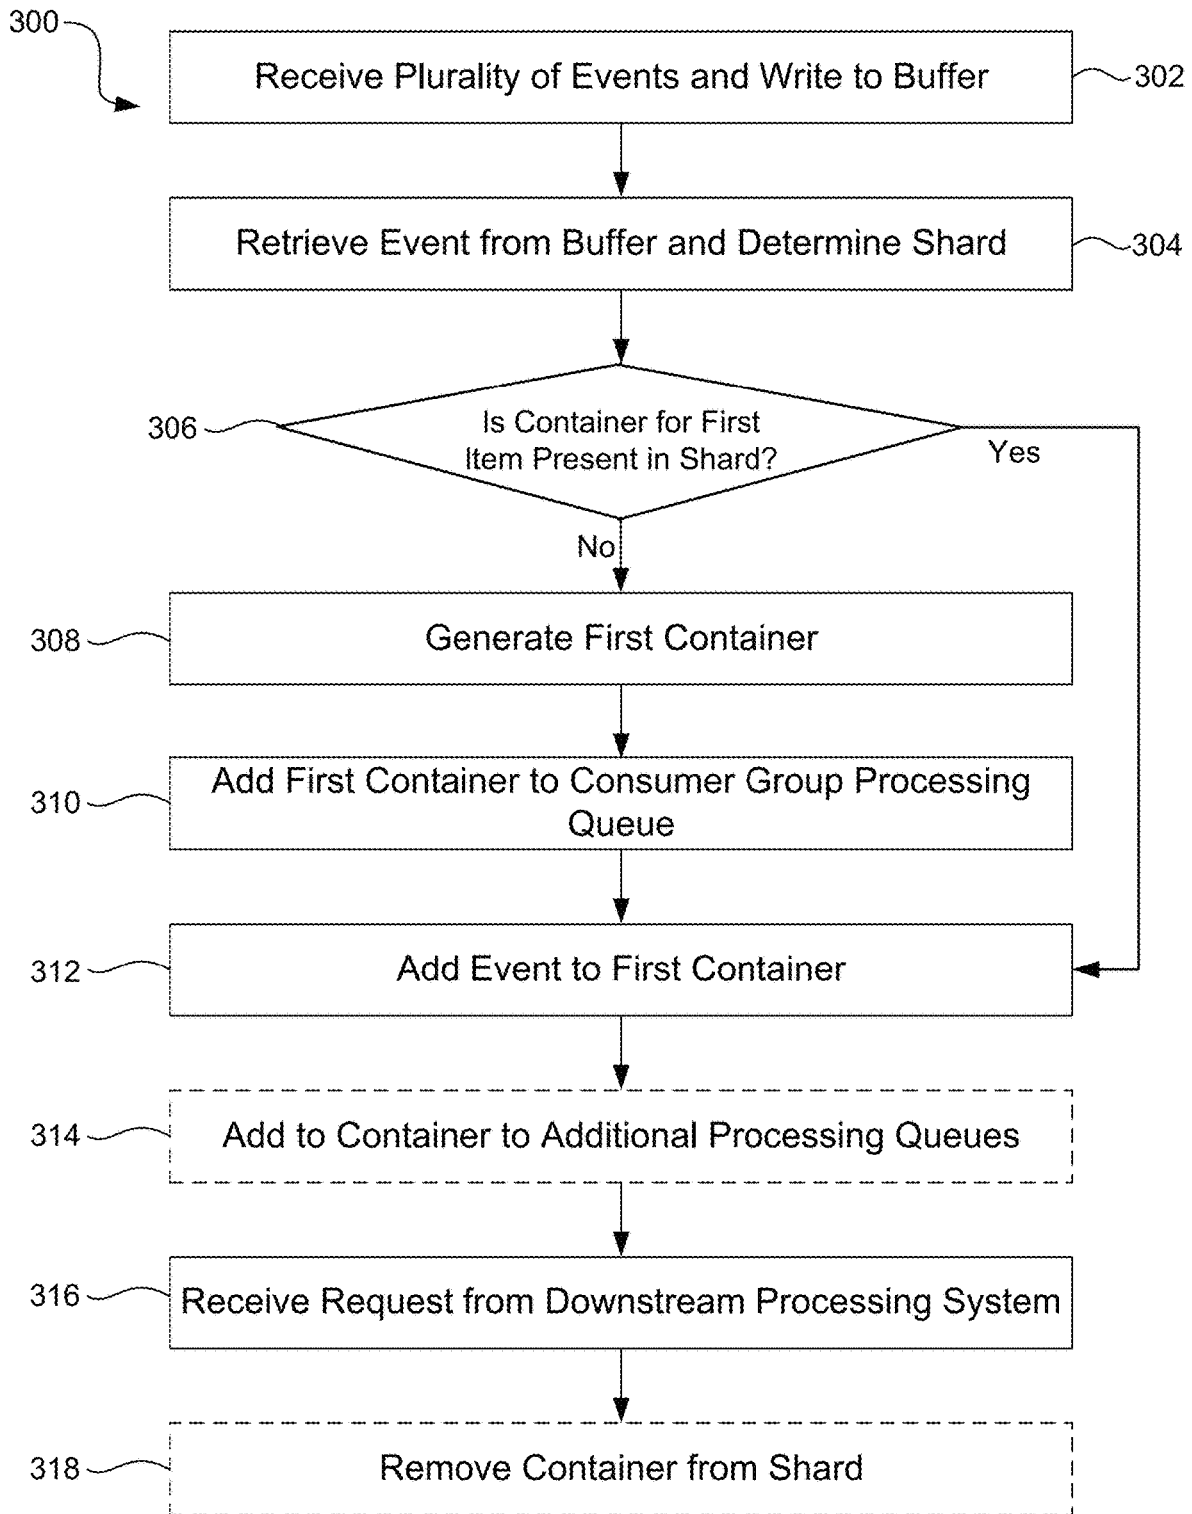 300
Receive Plurality of Events and Write to Buffer
302
Retrieve Event from Buffer and Determine Shard
304
306
Is Container for First
Item Present in Shard?
Yes
No
308
Generate First Container
310
Add First Container to Consumer Group Processing
Queue
312
Add Event to First Container
314
Add to Container to Additional Processing Queues
316
Receive Request from Downstream Processing System
318
Remove Container from Shard